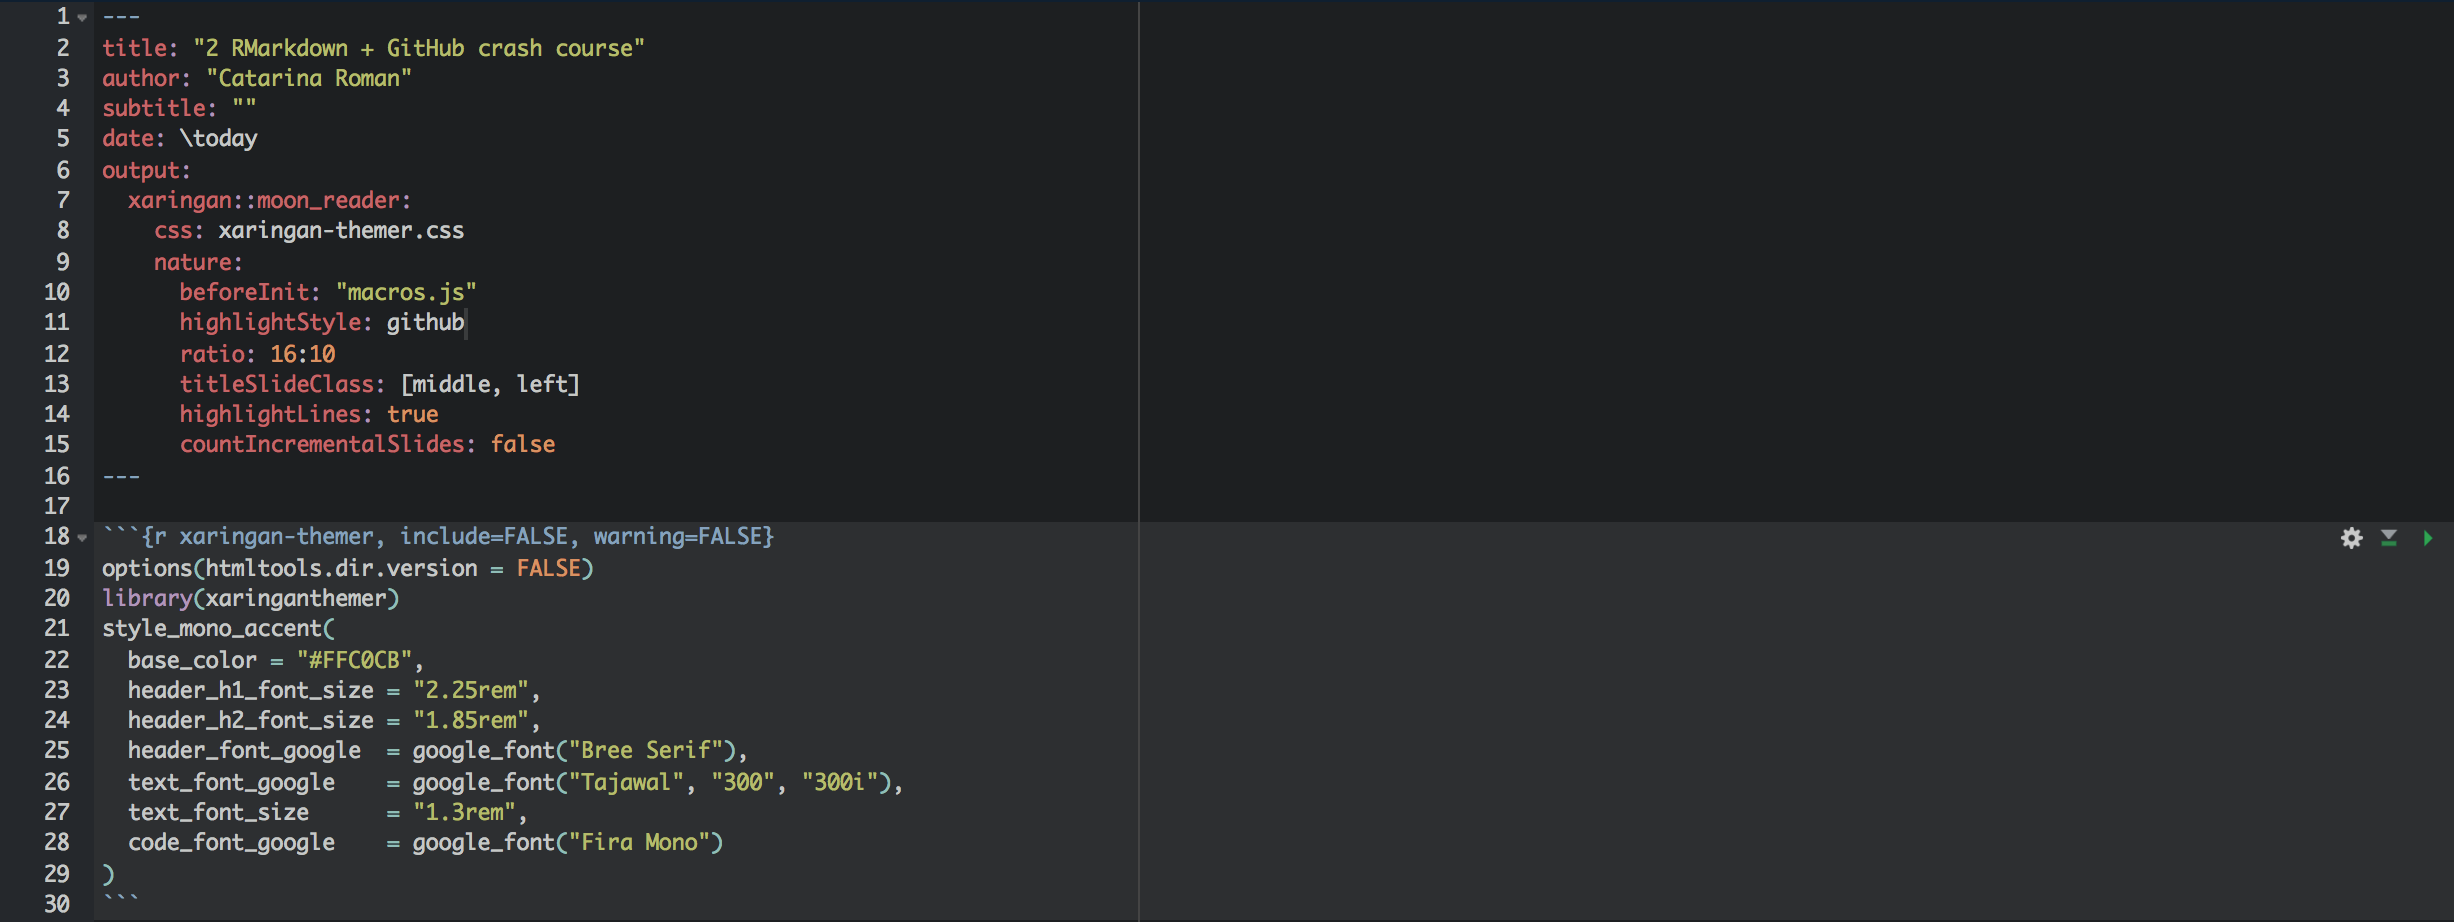 1 ---
2 title: "2 RMarkdown + GitHub crash course"
3 author: "Catarina Roman"
4 subtitle: ""
5 date: \today
6 output:
7   xaringan::moon_reader:
8     css: xaringan-themer.css
9     nature:
10       beforeInit: "macros.js"
11       highlightStyle: github
12       ratio: 16:10
13       titleSlideClass: [middle, left]
14       highlightLines: true
15       countIncrementalSlides: false
16 ---
17
18 ```{r xaringan-themer, include=FALSE, warning=FALSE}
19 options(htmltools.dir.version = FALSE)
20 library(xaringanthemer)
21 style_mono_accent(
22   base_color = "#FFC0CB",
23   header_h1_font_size = "2.25rem",
24   header_h2_font_size = "1.85rem",
25   header_font_google  = google_font("Bree Serif"),
26   text_font_google    = google_font("Tajawal", "300", "300i"),
27   text_font_size      = "1.3rem",
28   code_font_google    = google_font("Fira Mono")
29 )
30 ```